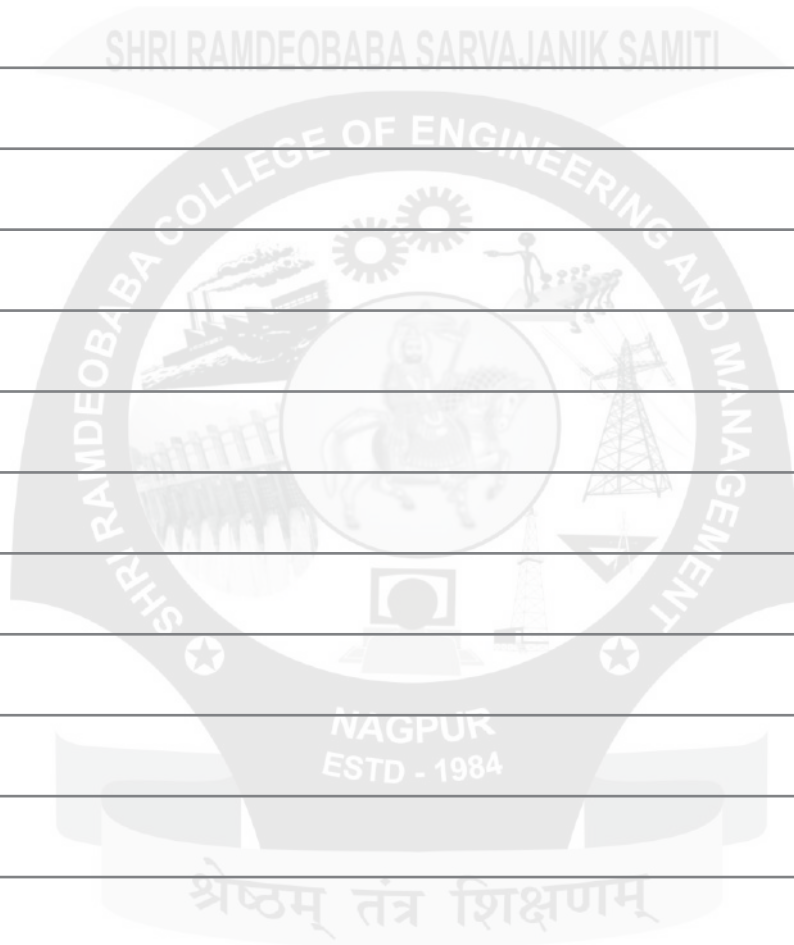 SHRI RAMDEOBABA SARVAJANIK SAMITI
SHRI RAMDEOBABA COLLEGE OF ENGINEERING AND MANAGEMENT
NAGPUR
ESTD - 1984
श्रेष्ठम् तंत्र शिक्षणम्